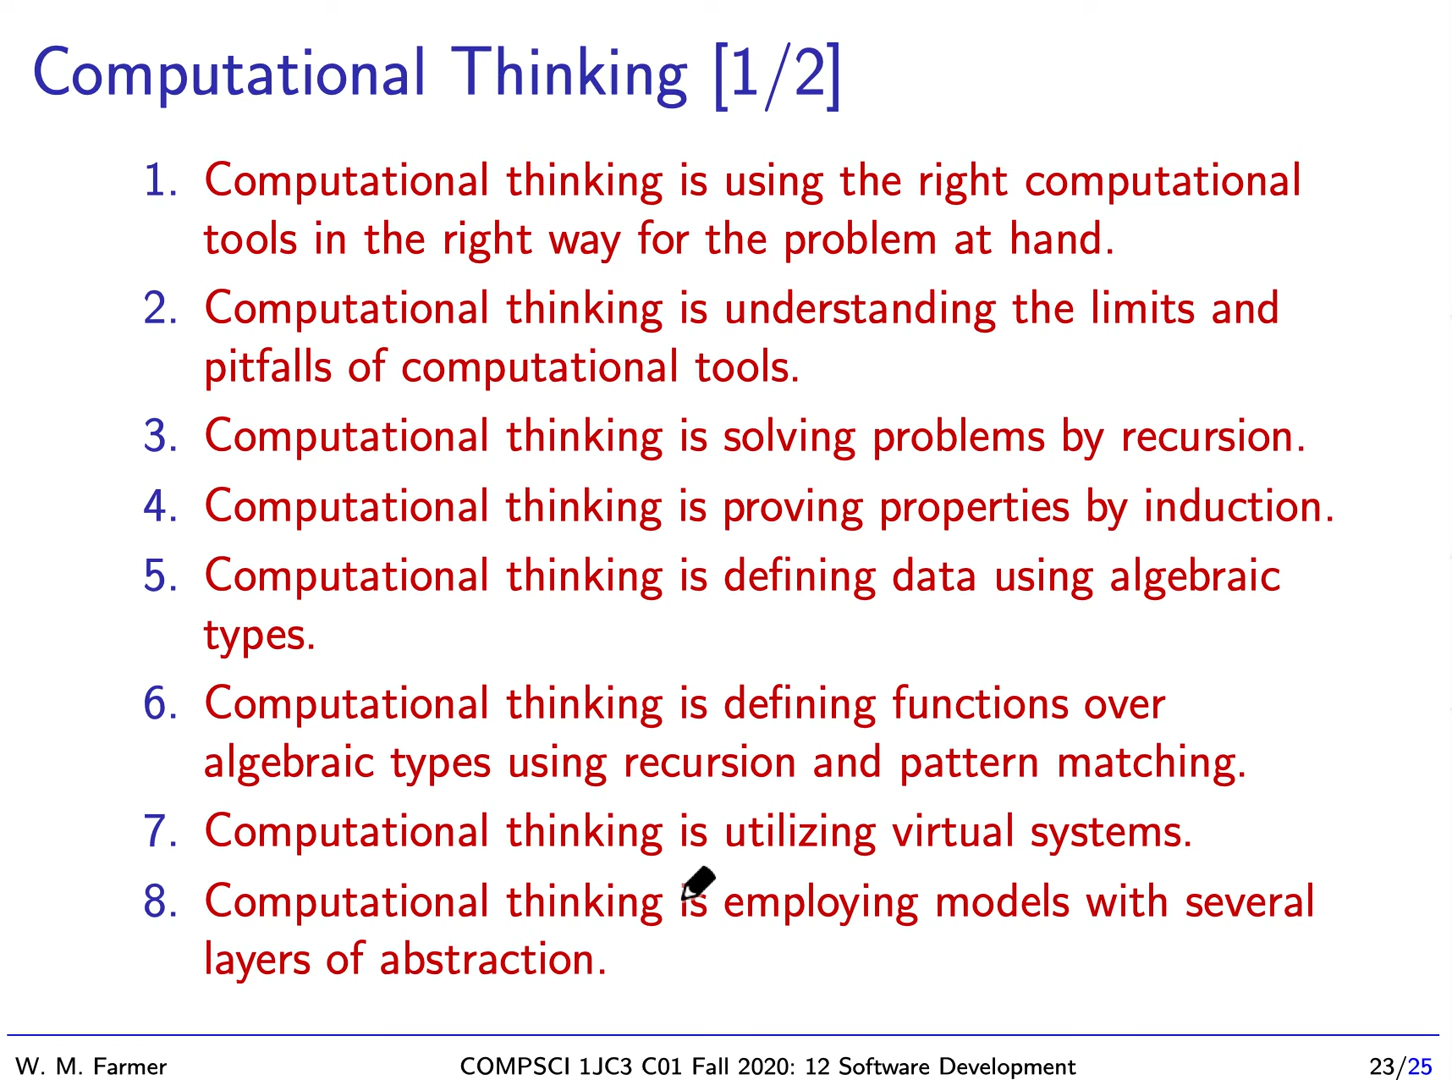 Computational Thinking [1/2]
1. Computational thinking is using the right computational
tools in the right way for the problem at hand.
2. Computational thinking is understanding the limits and
pitfalls of computational tools.
3. Computational thinking is solving problems by recursion.
4. Computational thinking is proving properties by induction.
5. Computational thinking is defining data using algebraic
types.
6. Computational thinking is defining functions over
algebraic types using recursion and pattern matching.
7. Computational thinking is utilizing virtual systems.
8. Computational thinking is employing models with several
layers of abstraction.
W. M. Farmer COMPSCI 1JC3 C01 Fall 2020: 12 Software Development 23/25